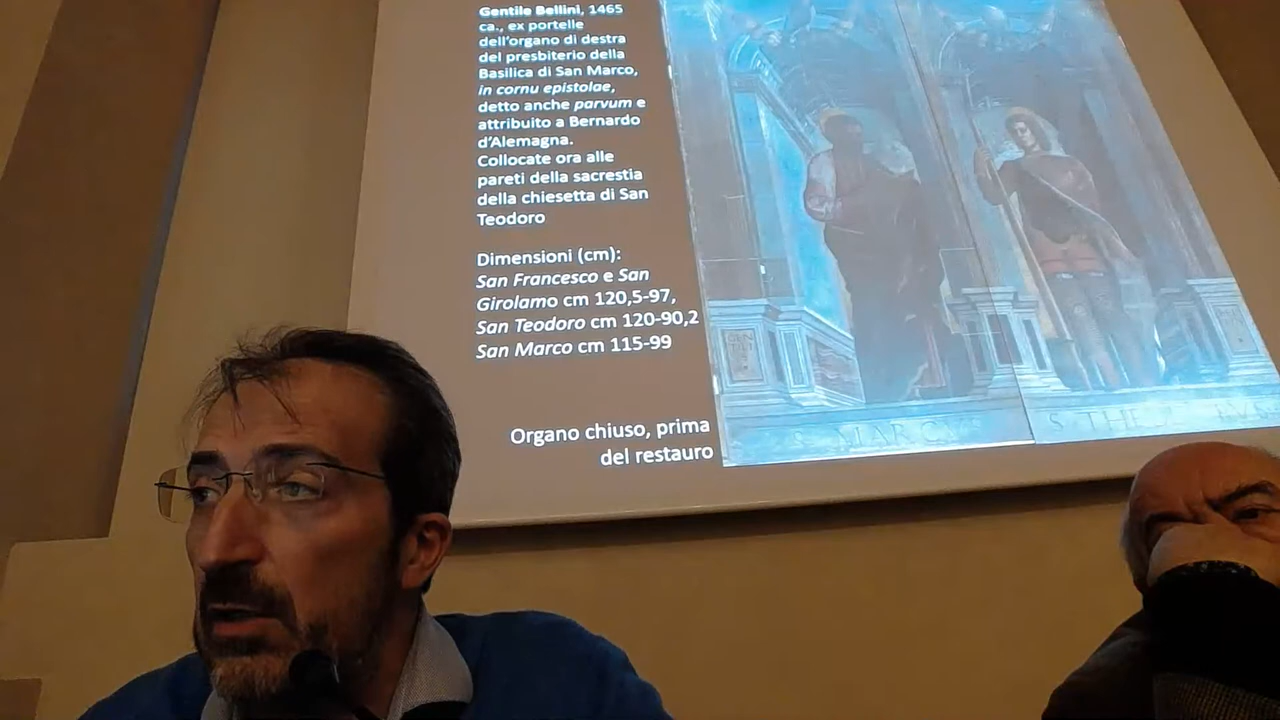 Gentile Bellini, 1465
ca., ex portelle
dell'organo di destra
del presbiterio della
Basilica di San Marco,
in cornu epistolae,
detto anche parvum e
attribuito a Bernardo
d'Alemagna.
Collocate ora alle
pareti della sacrestia
della chiesetta di San
Teodoro
Dimensioni (cm):
San Francesco e San
Girolamo cm 120,5-97,
San Teodoro cm 120-90,2
San Marco cm 115-99
Organo chiuso, prima
del restauro